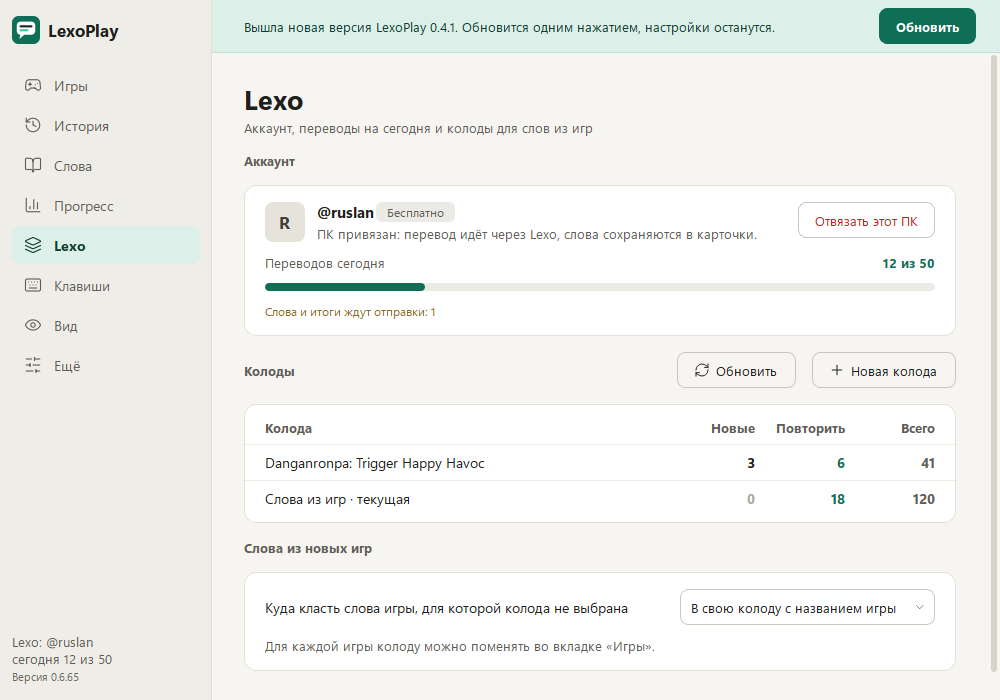 LexoPlay
Игры
История
Слова
Прогресс
Lexo
Клавиши
Вид
Ещё
Lexo: @ruslan
сегодня 12 из 50
Версия 0.6.65
Вышла новая версия LexoPlay 0.4.1. Обновится одним нажатием, настройки останутся.
Обновить
Lexo
Аккаунт, переводы на сегодня и колоды для слов из игр
Аккаунт
R
@ruslan Бесплатно
ПК привязан: перевод идёт через Lexo, слова сохраняются в карточки.
Отвязать этот ПК
Переводов сегодня 12 из 50
Слова и итоги ждут отправки: 1
Колоды
Обновить
Новая колода
Колода Новые Повторить Всего
Danganronpa: Trigger Happy Havoc 3 6 41
Слова из игр · текущая 0 18 120
Слова из новых игр
Куда класть слова игры, для которой колода не выбрана
В свою колоду с названием игры
Для каждой игры колоду можно поменять во вкладке «Игры».